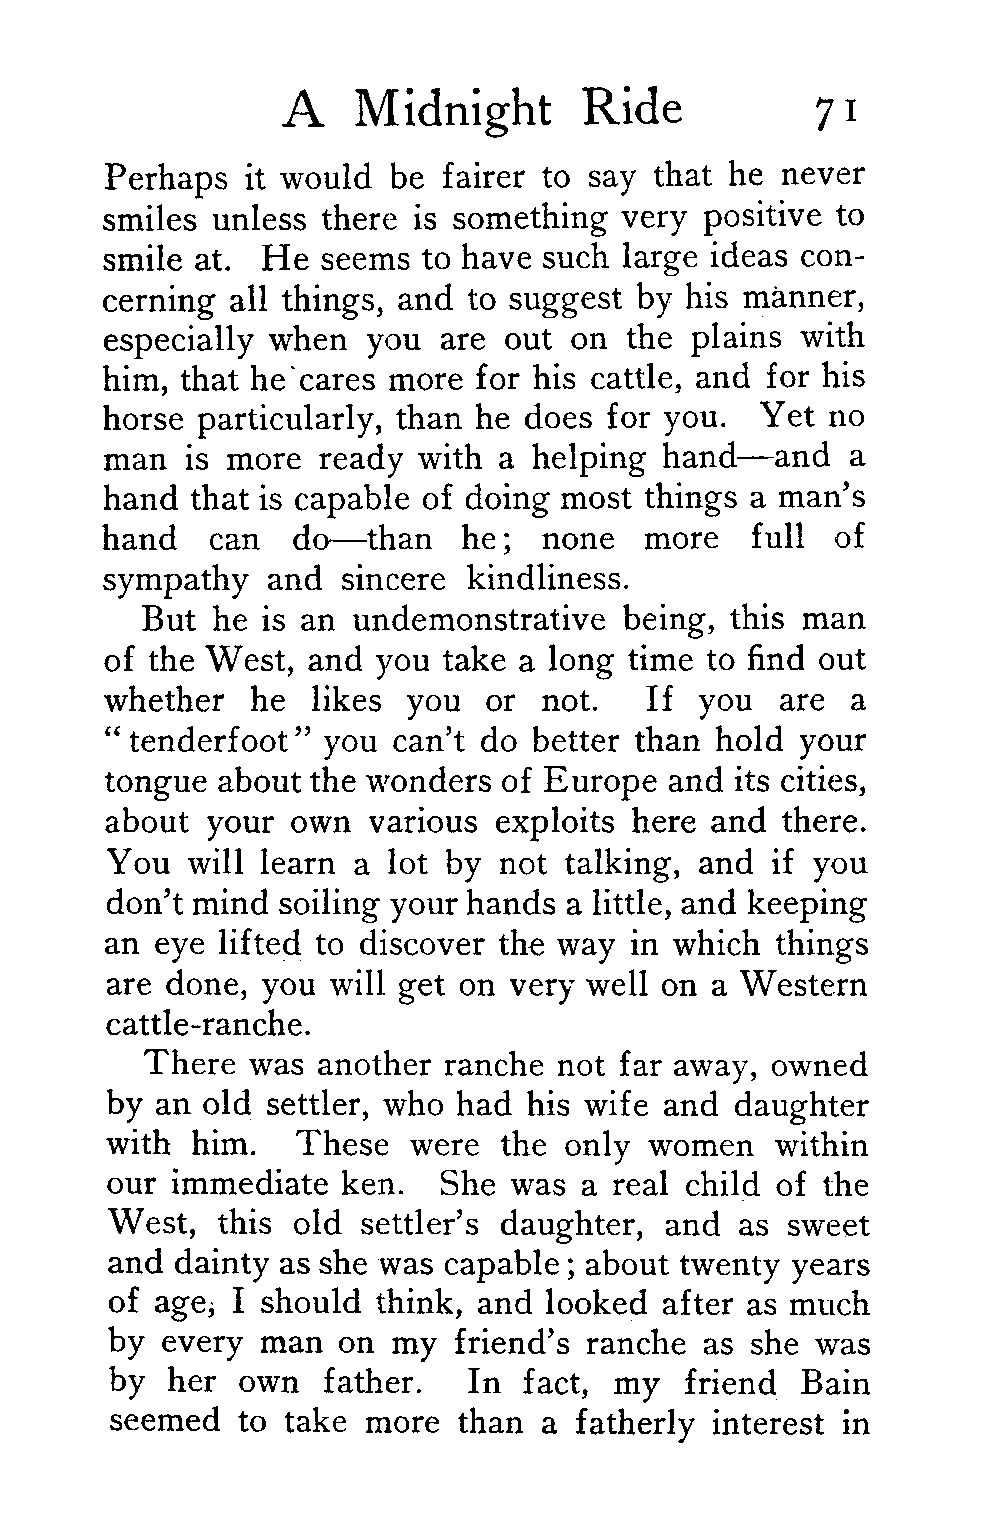 A Midnight Ride 71
Perhaps it would be fairer to say that he never
smiles unless there is something very positive to
smile at. He seems to have such large ideas con-
cerning all things, and to suggest by his manner,
especially when you are out on the plains with
him, that he cares more for his cattle, and for his
horse particularly, than he does for you. Yet no
man is more ready with a helping hand—and a
hand that is capable of doing most things a man's
hand can do—than he; none more full of
sympathy and sincere kindliness.
But he is an undemonstrative being, this man
of the West, and you take a long time to find out
whether he likes you or not. If you are a
"tenderfoot" you can't do better than hold your
tongue about the wonders of Europe and its cities,
about your own various exploits here and there.
You will learn a lot by not talking, and if you
don't mind soiling your hands a little, and keeping
an eye lifted to discover the way in which things
are done, you will get on very well on a Western
cattle-ranche.
There was another ranche not far away, owned
by an old settler, who had his wife and daughter
with him. These were the only women within
our immediate ken. She was a real child of the
West, this old settler's daughter, and as sweet
and dainty as she was capable; about twenty years
of age, I should think, and looked after as much
by every man on my friend's ranche as she was
by her own father. In fact, my friend Bain
seemed to take more than a fatherly interest in